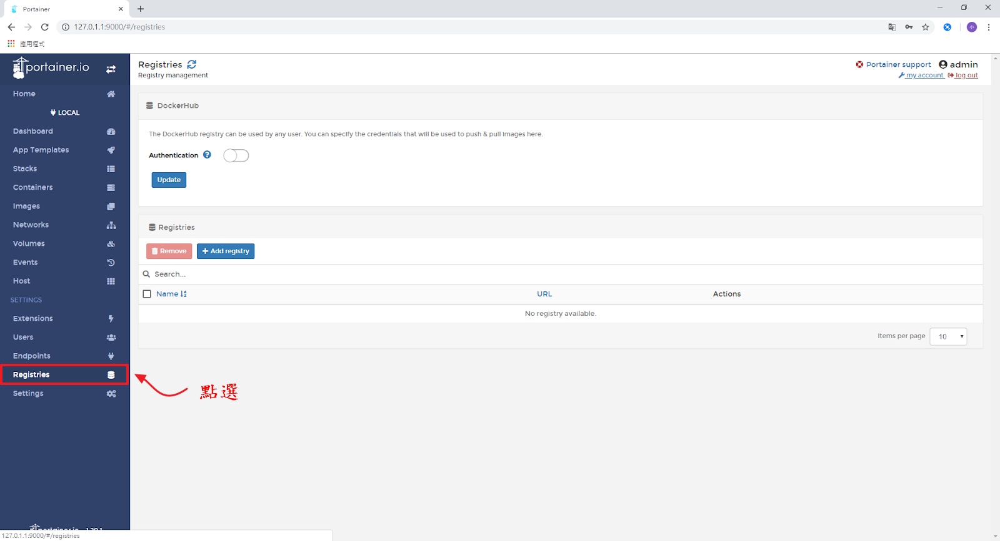 Portainer
127.0.1.1:9000/#/registries
小
應用程式
portainer.io
Home
LOCAL
Dashboard
App Templates
Stacks
Containers
Images
Networks
Volumes
Events
Host
SETTINGS
Extensions
Users
Endpoints
Registries
Settings
Registries
Registry management
Portainer support
admin
my account
log out
DockerHub
The DockerHub registry can be used by any user. You can specify the credentials that will be used to push & pull images here.
Authentication
Update
Registries
Remove
Add registry
Search...
Name
URL
Actions
No registry available.
Items per page
10
點選
127.0.1.1:9000/#/registries